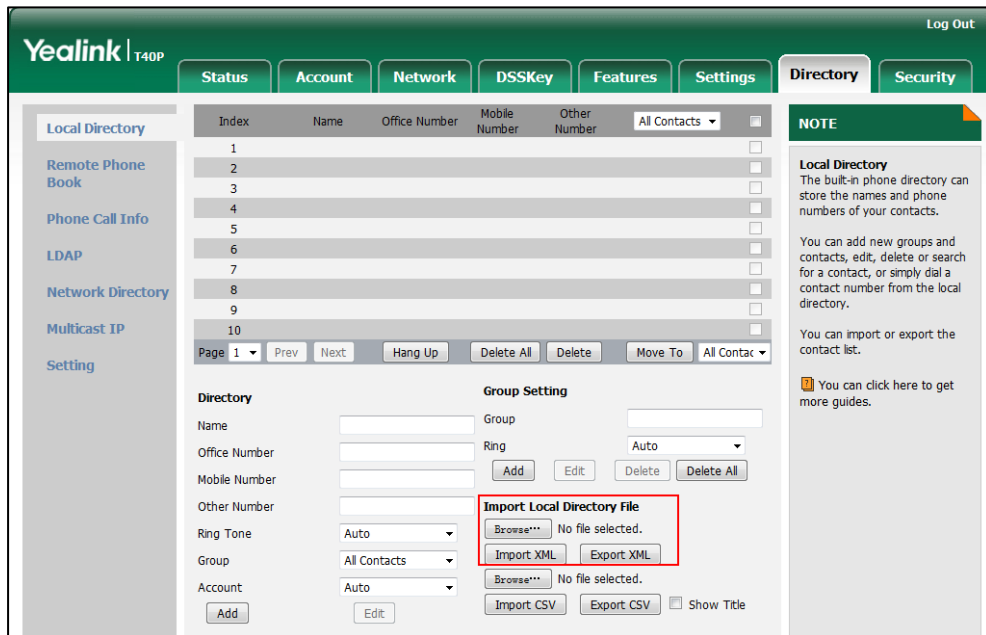 Log Out
Yealink | T40P
Status Account Network DSSKey Features Settings Directory Security
Local Directory
Remote Phone
Book
Phone Call Info
LDAP
Network Directory
Multicast IP
Setting
Index Name Office Number Mobile Number Other Number All Contacts
1
2
3
4
5
6
7
8
9
10
Page 1 Prev Next Hang Up Delete All Delete Move To All Contac
Directory
Name
Office Number
Mobile Number
Other Number
Ring Tone Auto
Group All Contacts
Account Auto
Add Edit
Group Setting
Group
Ring Auto
Add Edit Delete Delete All
Import Local Directory File
Browse... No file selected.
Import XML Export XML
Browse... No file selected.
Import CSV Export CSV Show Title
NOTE
Local Directory
The built-in phone directory can
store the names and phone
numbers of your contacts.
You can add new groups and
contacts, edit, delete or search
for a contact, or simply dial a
contact number from the local
directory.
You can import or export the
contact list.
? You can click here to get
more guides.